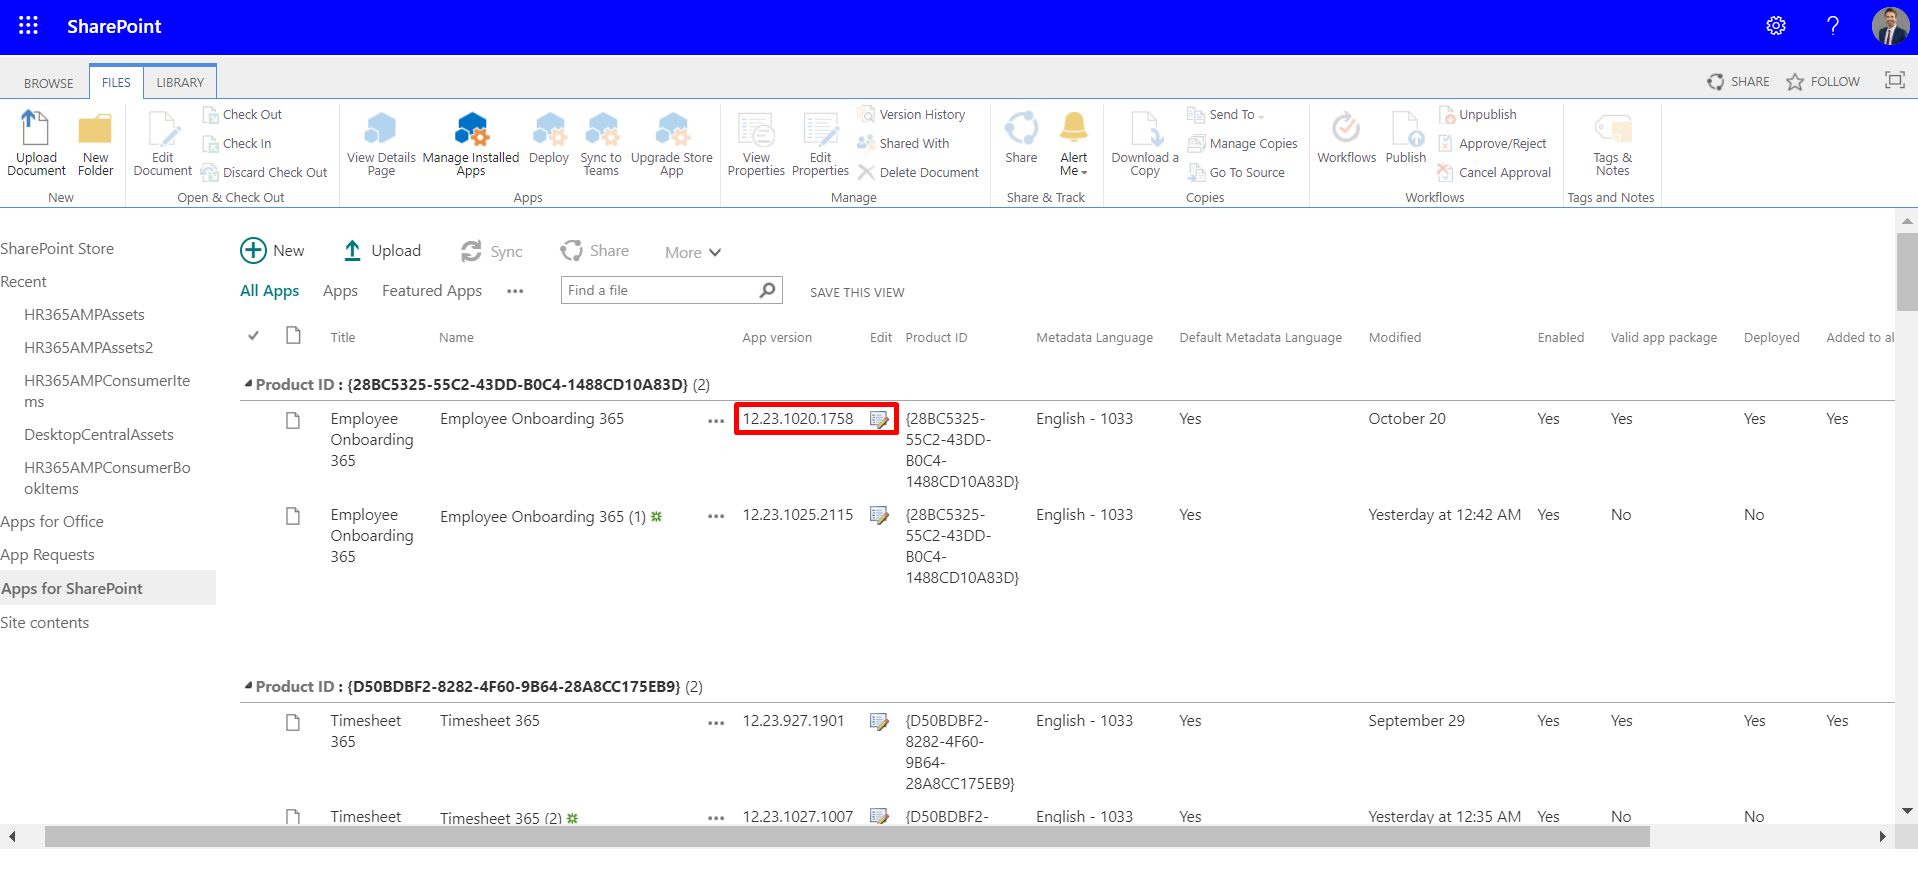 SharePoint
BROWSE FILES LIBRARY SHARE FOLLOW
Upload Document
New Folder
New
Edit Document
Check Out
Check In
Discard Check Out
Open & Check Out
View Details Page
Manage Installed Apps
Deploy
Sync to Teams
Upgrade Store App
Apps
View Properties
Edit Properties
Version History
Shared With
Delete Document
Manage
Share
Alert Me
Share & Track
Download a Copy
Send To
Manage Copies
Go To Source
Copies
Workflows
Publish
Unpublish
Approve/Reject
Cancel Approval
Workflows
Tags & Notes
Tags and Notes
SharePoint Store
Recent
HR365AMPAssets
HR365AMPAssets2
HR365AMPConsumerIte
ms
DesktopCentralAssets
HR365AMPConsumerBo
okItems
Apps for Office
App Requests
Apps for SharePoint
Site contents
New Upload Sync Share More
All Apps Apps Featured Apps ••• Find a file SAVE THIS VIEW
Title Name App version Edit Product ID Metadata Language Default Metadata Language Modified Enabled Valid app package Deployed Added to al
Product ID : {28BC5325-55C2-43DD-B0C4-1488CD10A83D} (2)
Employee Employee Onboarding 365 ••• 12.23.1020.1758 {28BC5325- English - 1033 Yes October 20 Yes Yes Yes Yes
Onboarding 55C2-43DD-
365 B0C4-
1488CD10A83D}
Employee Employee Onboarding 365 (1) ••• 12.23.1025.2115 {28BC5325- English - 1033 Yes Yesterday at 12:42 AM Yes No No
Onboarding 55C2-43DD-
365 B0C4-
1488CD10A83D}
Product ID : {D50BDBF2-8282-4F60-9B64-28A8CC175EB9} (2)
Timesheet Timesheet 365 ••• 12.23.927.1901 {D50BDBF2- English - 1033 Yes September 29 Yes Yes Yes Yes
365 8282-4F60-
9B64-
28A8CC175EB9}
Timesheet Timesheet 365 (2) ••• 12.23.1027.1007 {D50BDBF2- English - 1033 Yes Yesterday at 12:35 AM Yes No No